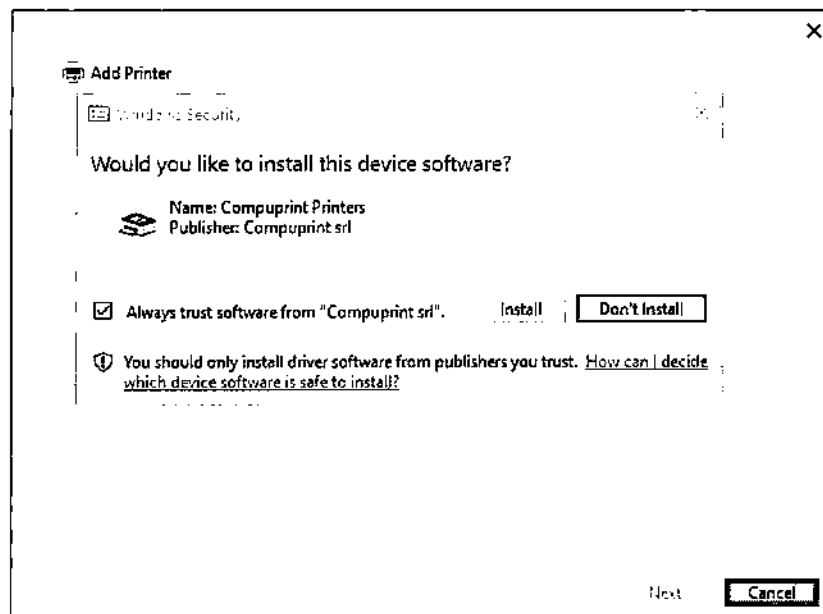 Add Printer
Windows Security
Would you like to install this device software?
Name: Compuprint Printers
Publisher: Compuprint srl
Always trust software from "Compuprint srl".
Install
Don't Install
You should only install driver software from publishers you trust. How can I decide
which device software is safe to install?
Next
Cancel